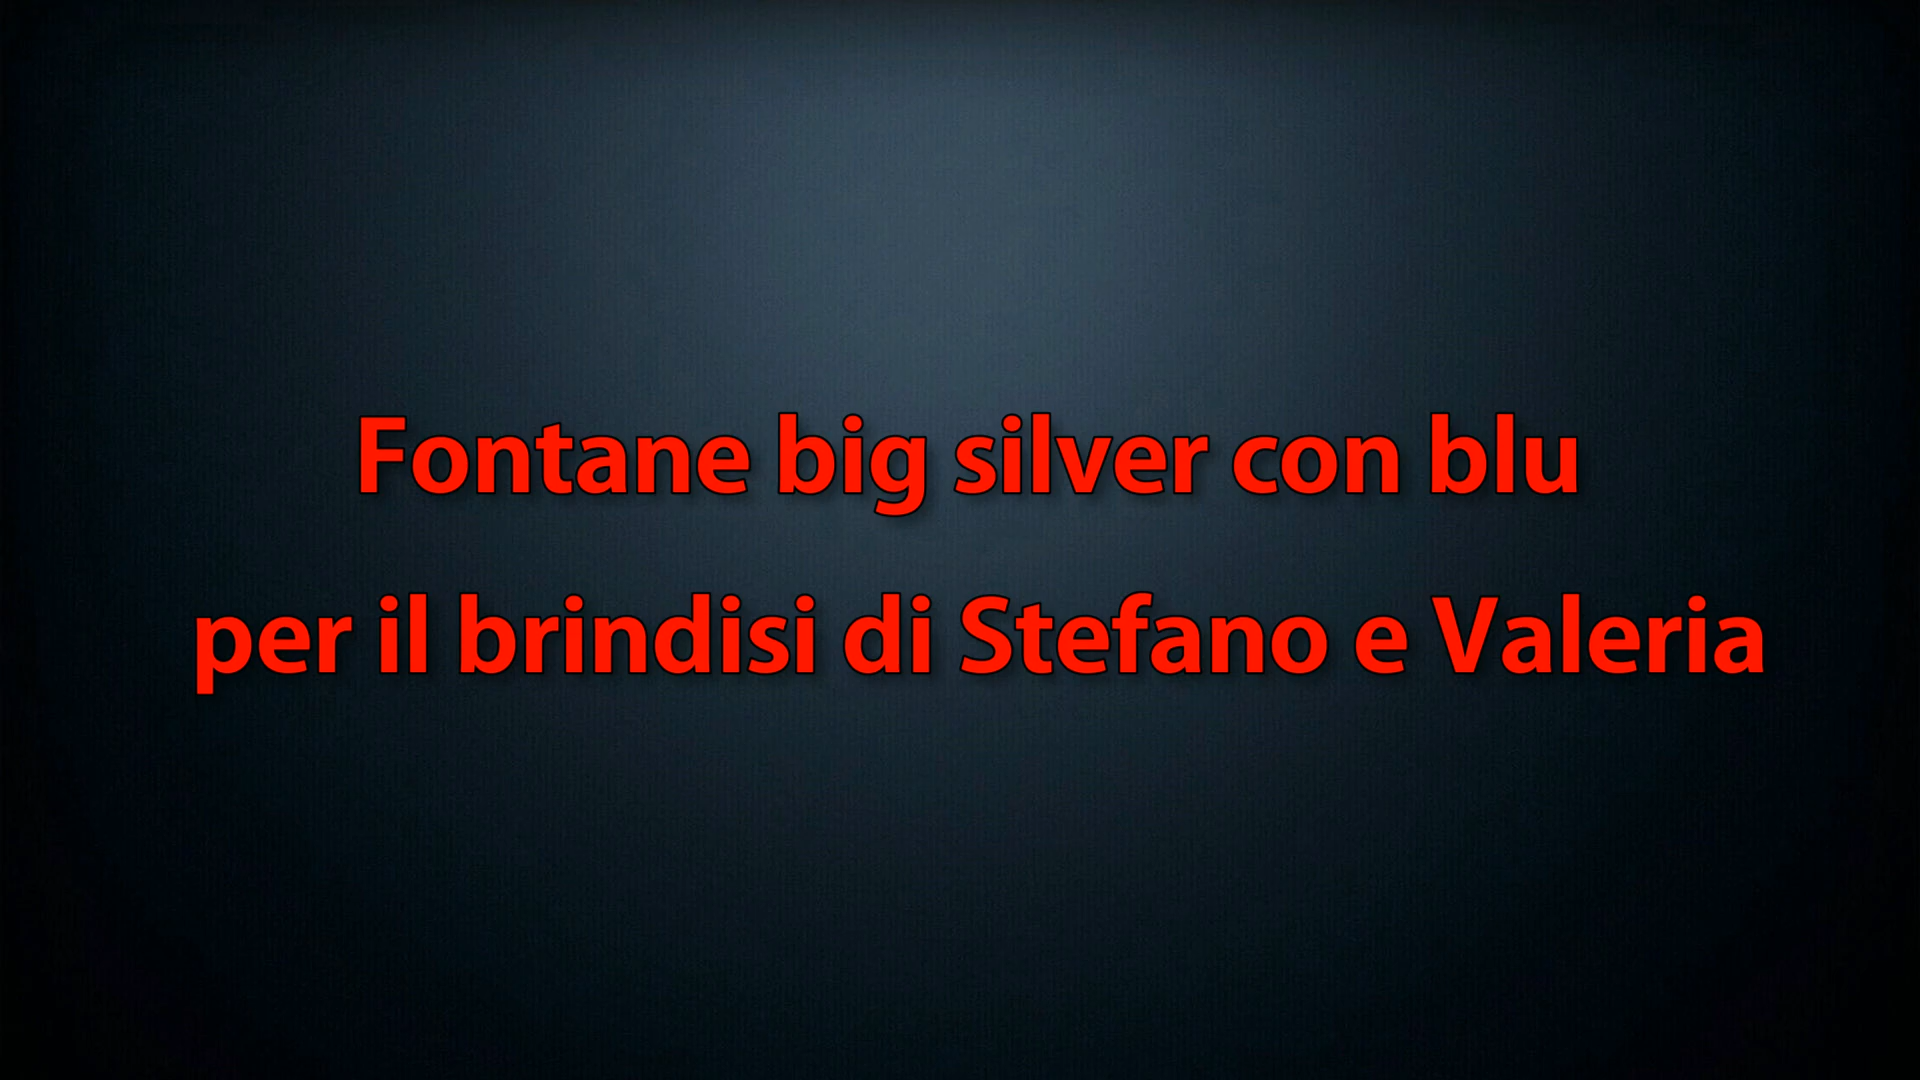 Fontane big silver con blu
per il brindisi di Stefano e Valeria